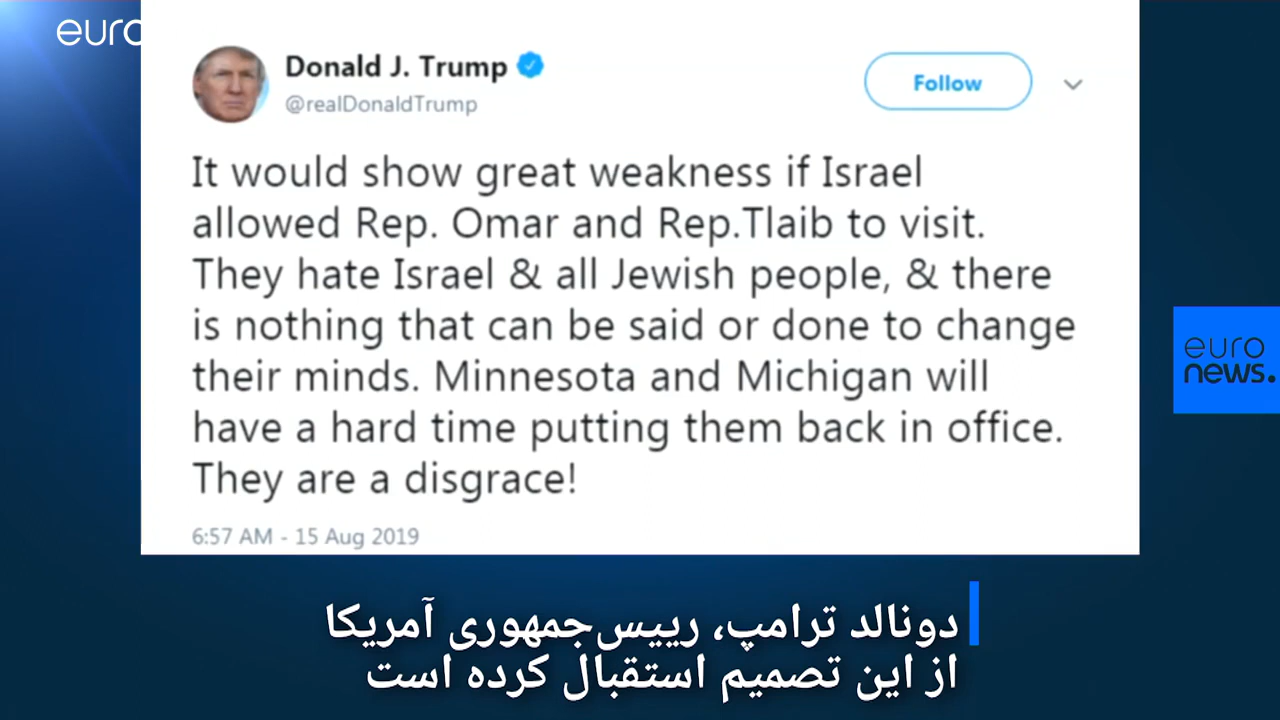 euro
Donald J. Trump
@realDonaldTrump
Follow
It would show great weakness if Israel
allowed Rep. Omar and Rep.Tlaib to visit.
They hate Israel & all Jewish people, & there
is nothing that can be said or done to change
their minds. Minnesota and Michigan will
have a hard time putting them back in office.
They are a disgrace!
6:57 AM - 15 Aug 2019
euro
news.
دونالد ترامپ، رییس‌جمهوری آمریکا
از این تصمیم استقبال کرده است